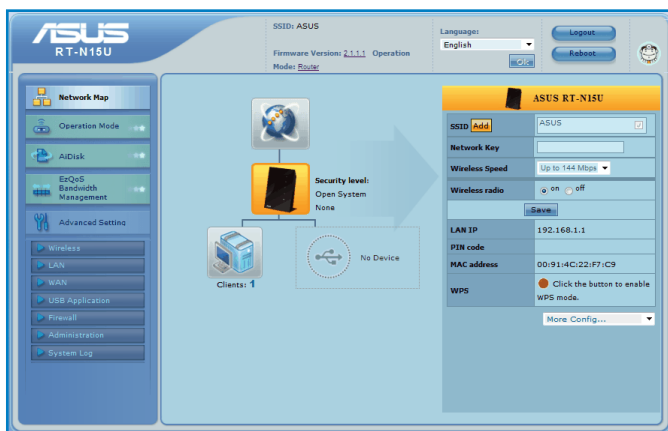 ASUS
RT-N15U
SSID: ASUS
Firmware Version: 2.1.1.1 Operation
Mode: Router
Language:
English
OK
Logout
Reboot
Network Map
Operation Mode
AiDisk
EzQoS
Bandwidth
Management
Advanced Setting
Wireless
LAN
WAN
USB Application
Firewall
Administration
System Log
Security level:
Open System
None
Clients: 1
No Device
ASUS RT-N15U
SSID Add
ASUS
Network Key
Wireless Speed
Up to 144 Mbps
Wireless radio
on off
Save
LAN IP
192.168.1.1
PIN code
MAC address
00:91:4C:22:F7:C9
WPS
Click the button to enable
WPS mode.
More Config...